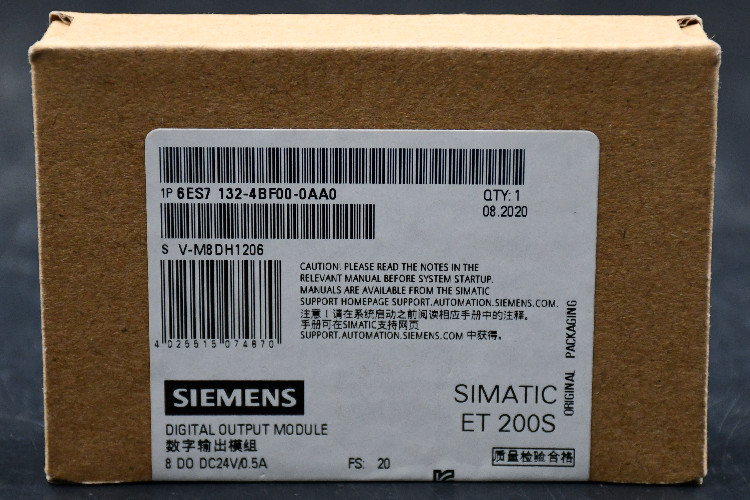 1P 6ES7 132-4BF00-0AA0
QTY: 1
08.2020
S V-M8DH1206
CAUTION: PLEASE READ THE NOTES IN THE
RELEVANT MANUAL BEFORE SYSTEM STARTUP.
MANUALS ARE AVAILABLE FROM THE SIMATIC
SUPPORT HOMEPAGE SUPPORT.AUTOMATION.SIEMENS.COM.
注意！请在系统启动之前阅读相应手册中的注释。
手册可在SIMATIC支持网页
SUPPORT.AUTOMATION.SIEMENS.COM 中获得。
4 025515 074870
ORIGINAL PACKAGING
SIEMENS
SIMATIC
ET 200S
DIGITAL OUTPUT MODULE
数字输出模组
8 DO DC24V/0.5A
FS: 20
质量检验合格